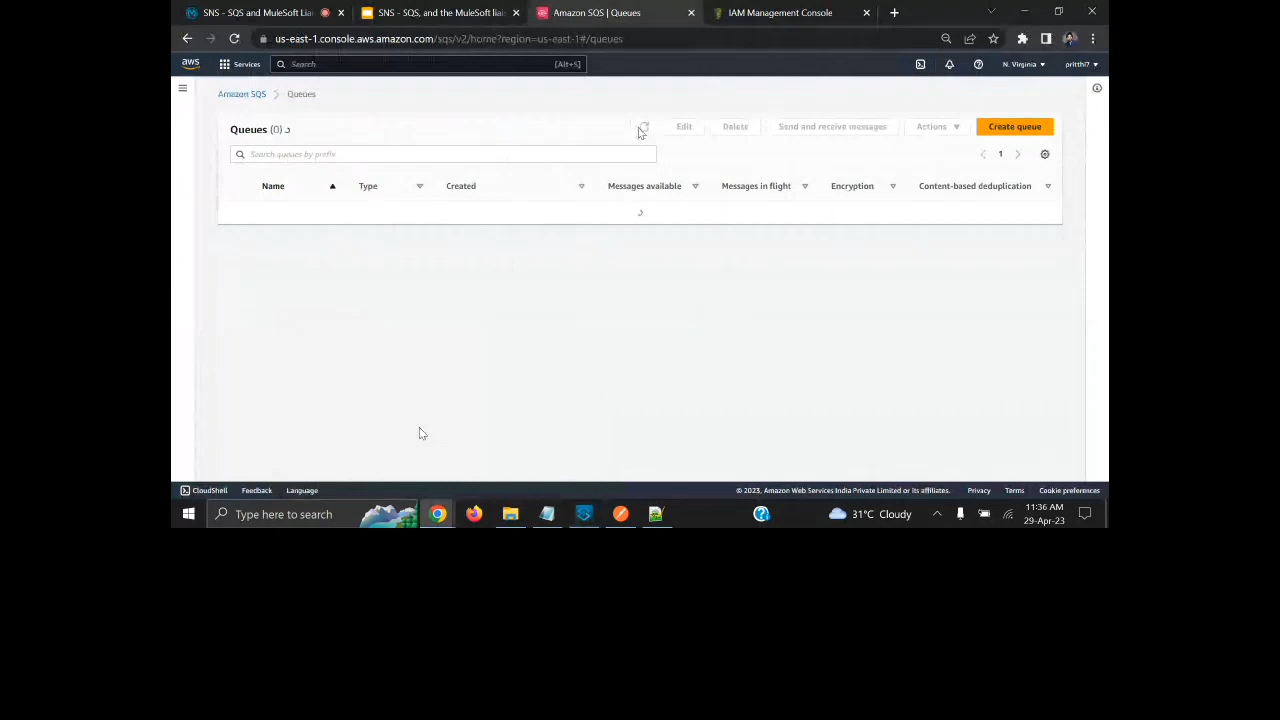 SNS - SQS and MuleSoft Lia
SNS - SQS, and the MuleSoft liai
Amazon SQS | Queues
IAM Management Console
us-east-1.console.aws.amazon.com/sqs/v2/home?region=us-east-1#/queues
aws
Services
Search
[Alt+S]
N. Virginia
pritthi7
Amazon SQS
Queues
Queues (0)
Edit
Delete
Send and receive messages
Actions
Create queue
Search queues by prefix
1
Name
Type
Created
Messages available
Messages in flight
Encryption
Content-based deduplication
CloudShell
Feedback
Language
© 2023, Amazon Web Services India Private Limited or its affiliates.
Privacy
Terms
Cookie preferences
Type here to search
31°C Cloudy
11:36 AM
29-Apr-23